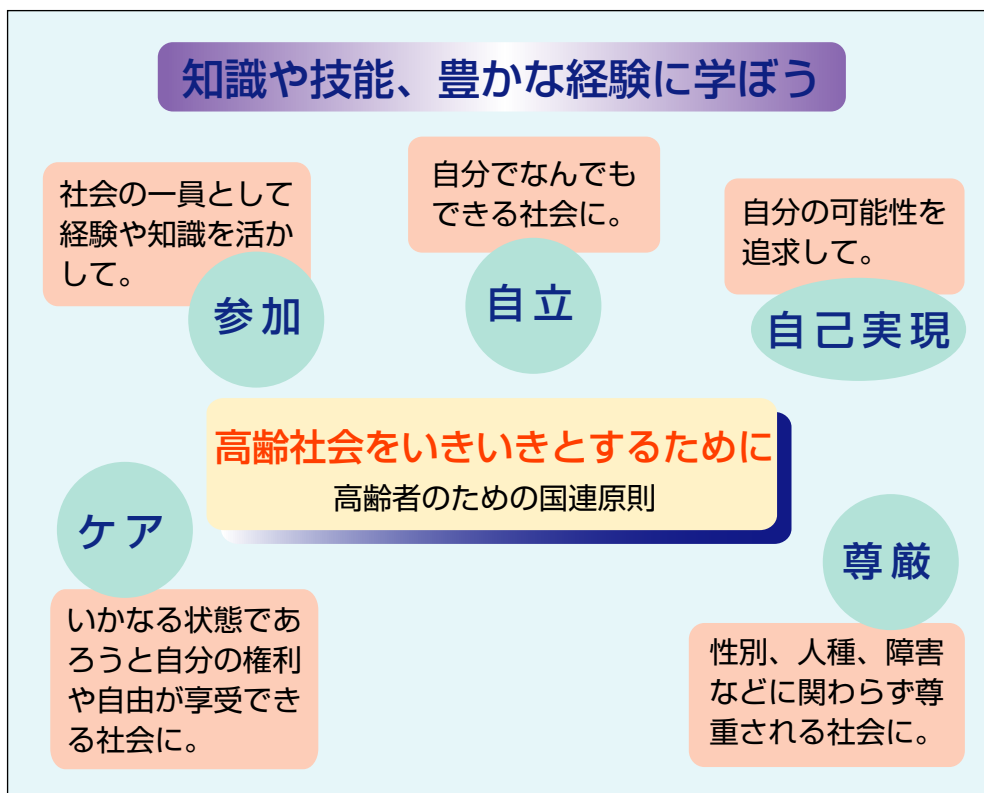 知識や技能、豊かな経験に学ぼう
社会の一員として
経験や知識を活か
して。
参加
自分でなんでも
できる社会に。
自立
自分の可能性を
追求して。
自己実現
高齢社会をいきいきとするために
高齢者のための国連原則
ケア
いかなる状態であ
ろうと自分の権利
や自由が享受でき
る社会に。
尊厳
性別、人種、障害
などに関わらず尊
重される社会に。